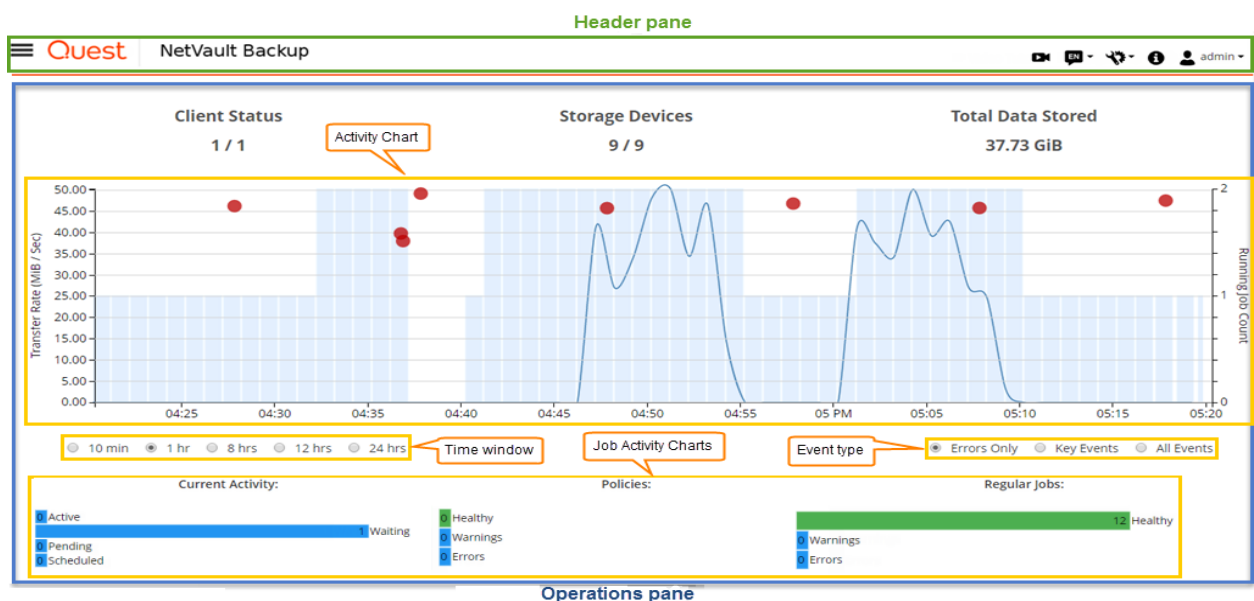 Header pane
Quest NetVault Backup EN admin
Client Status Storage Devices Total Data Stored
1 / 1 9 / 9 37.73 GiB
Activity Chart
Transfer Rate (MiB / Sec)
50.00
45.00
40.00
35.00
30.00
25.00
20.00
15.00
10.00
5.00
0.00
2
1
0
Running Job Count
04:25 04:30 04:35 04:40 04:45 04:50 04:55 05 PM 05:05 05:10 05:15 05:20
10 min 1 hr 8 hrs 12 hrs 24 hrs
Time window
Job Activity Charts
Event type
Errors Only Key Events All Events
Current Activity:
0 Active
1 Waiting
0 Pending
0 Scheduled
Policies:
0 Healthy
0 Warnings
0 Errors
Regular Jobs:
12 Healthy
0 Warnings
0 Errors
Operations pane